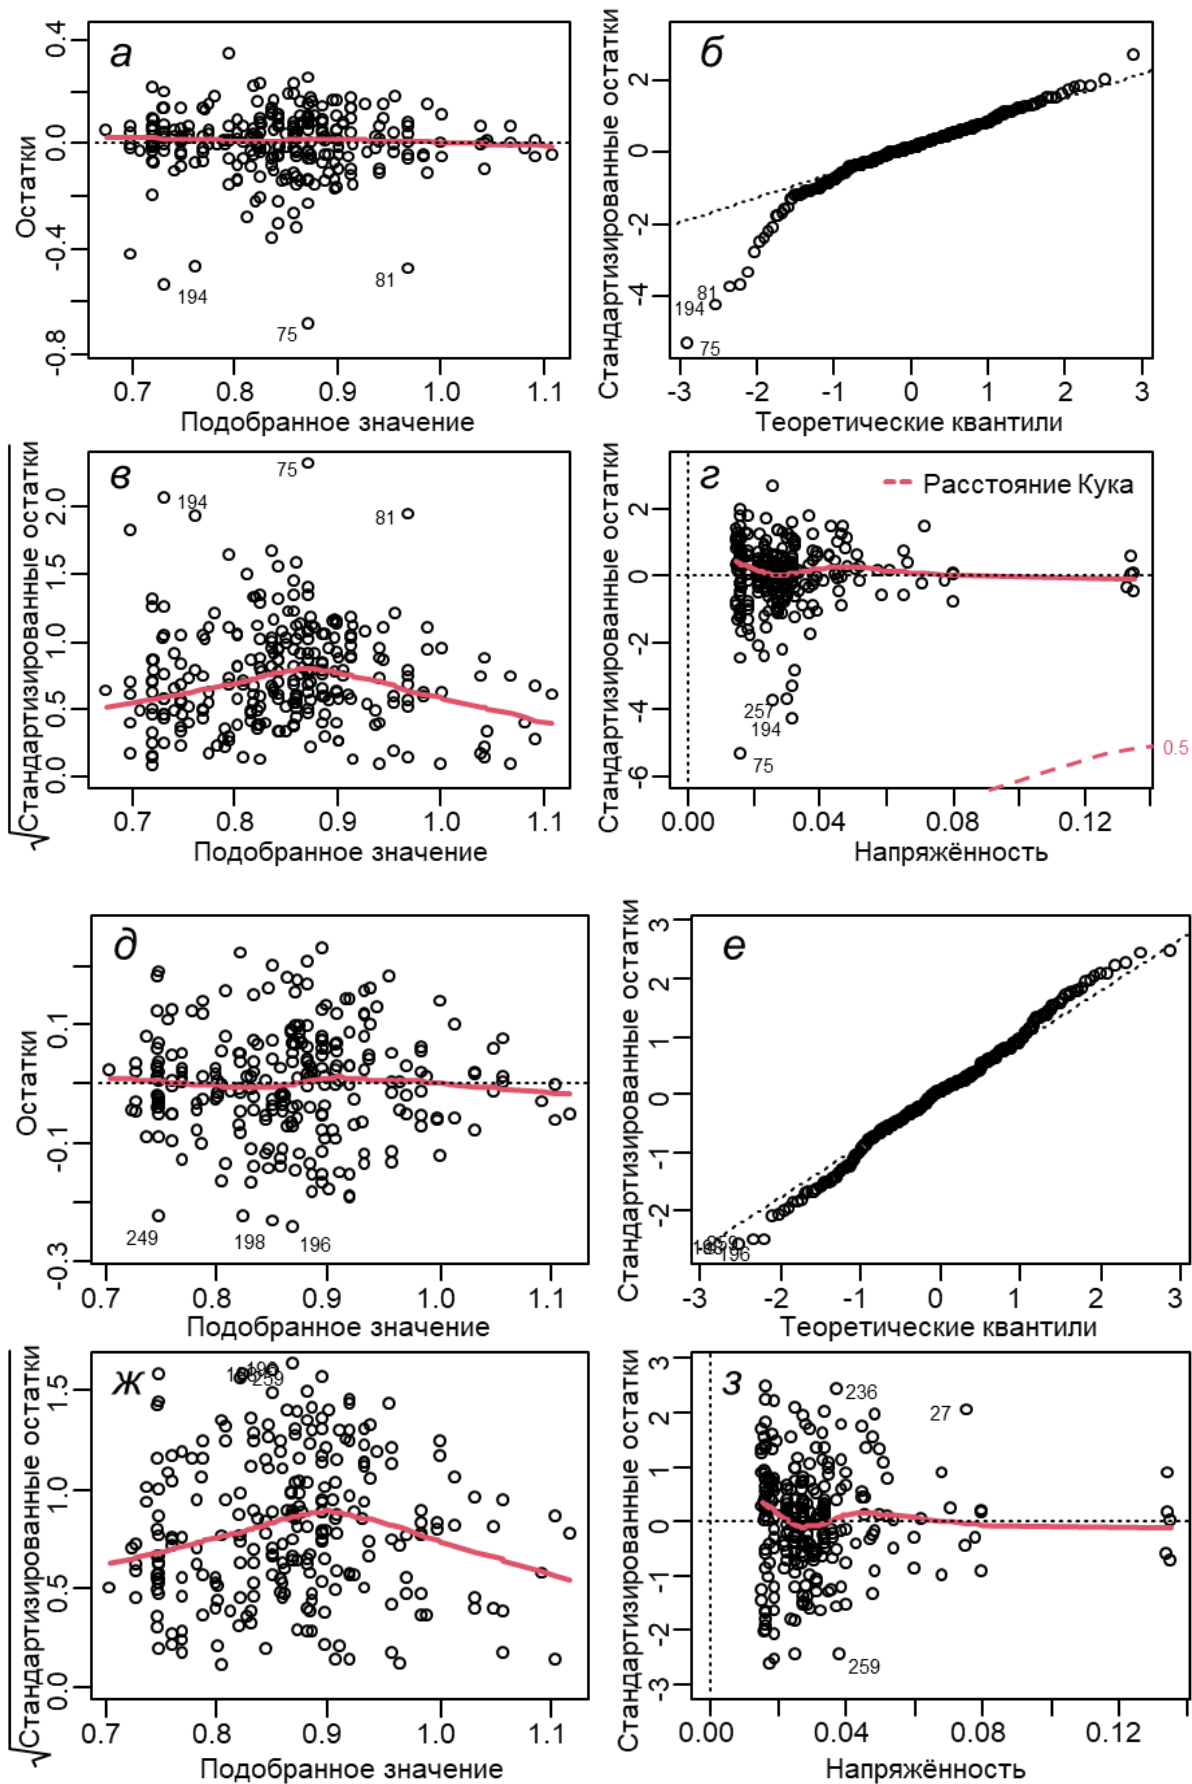 а
Остатки
0.4
0.0
-0.4
-0.8
194
81
75
0.7 0.8 0.9 1.0 1.1
Подобранное значение
б
Стандартизированные остатки
2
0
-2
-4
81
194
75
-3 -2 -1 0 1 2 3
Теоретические квантили
в
√Стандартизированные остатки
2.0
1.5
1.0
0.5
0.0
75
194
81
0.7 0.8 0.9 1.0 1.1
Подобранное значение
г
Расстояние Кука
Стандартизированные остатки
2
0
-2
-4
-6
257
194
75
0.5
0.00 0.04 0.08 0.12
Напряжённость
д
Остатки
0.1
-0.1
-0.3
249
198
196
0.7 0.8 0.9 1.0 1.1
Подобранное значение
е
Стандартизированные остатки
3
2
1
0
-1
-2
259
196
-3 -2 -1 0 1 2 3
Теоретические квантили
ж
√Стандартизированные остатки
1.5
1.0
0.5
0.0
259
0.7 0.8 0.9 1.0 1.1
Подобранное значение
з
Стандартизированные остатки
3
2
1
0
-1
-2
-3
236
27
259
0.00 0.04 0.08 0.12
Напряжённость